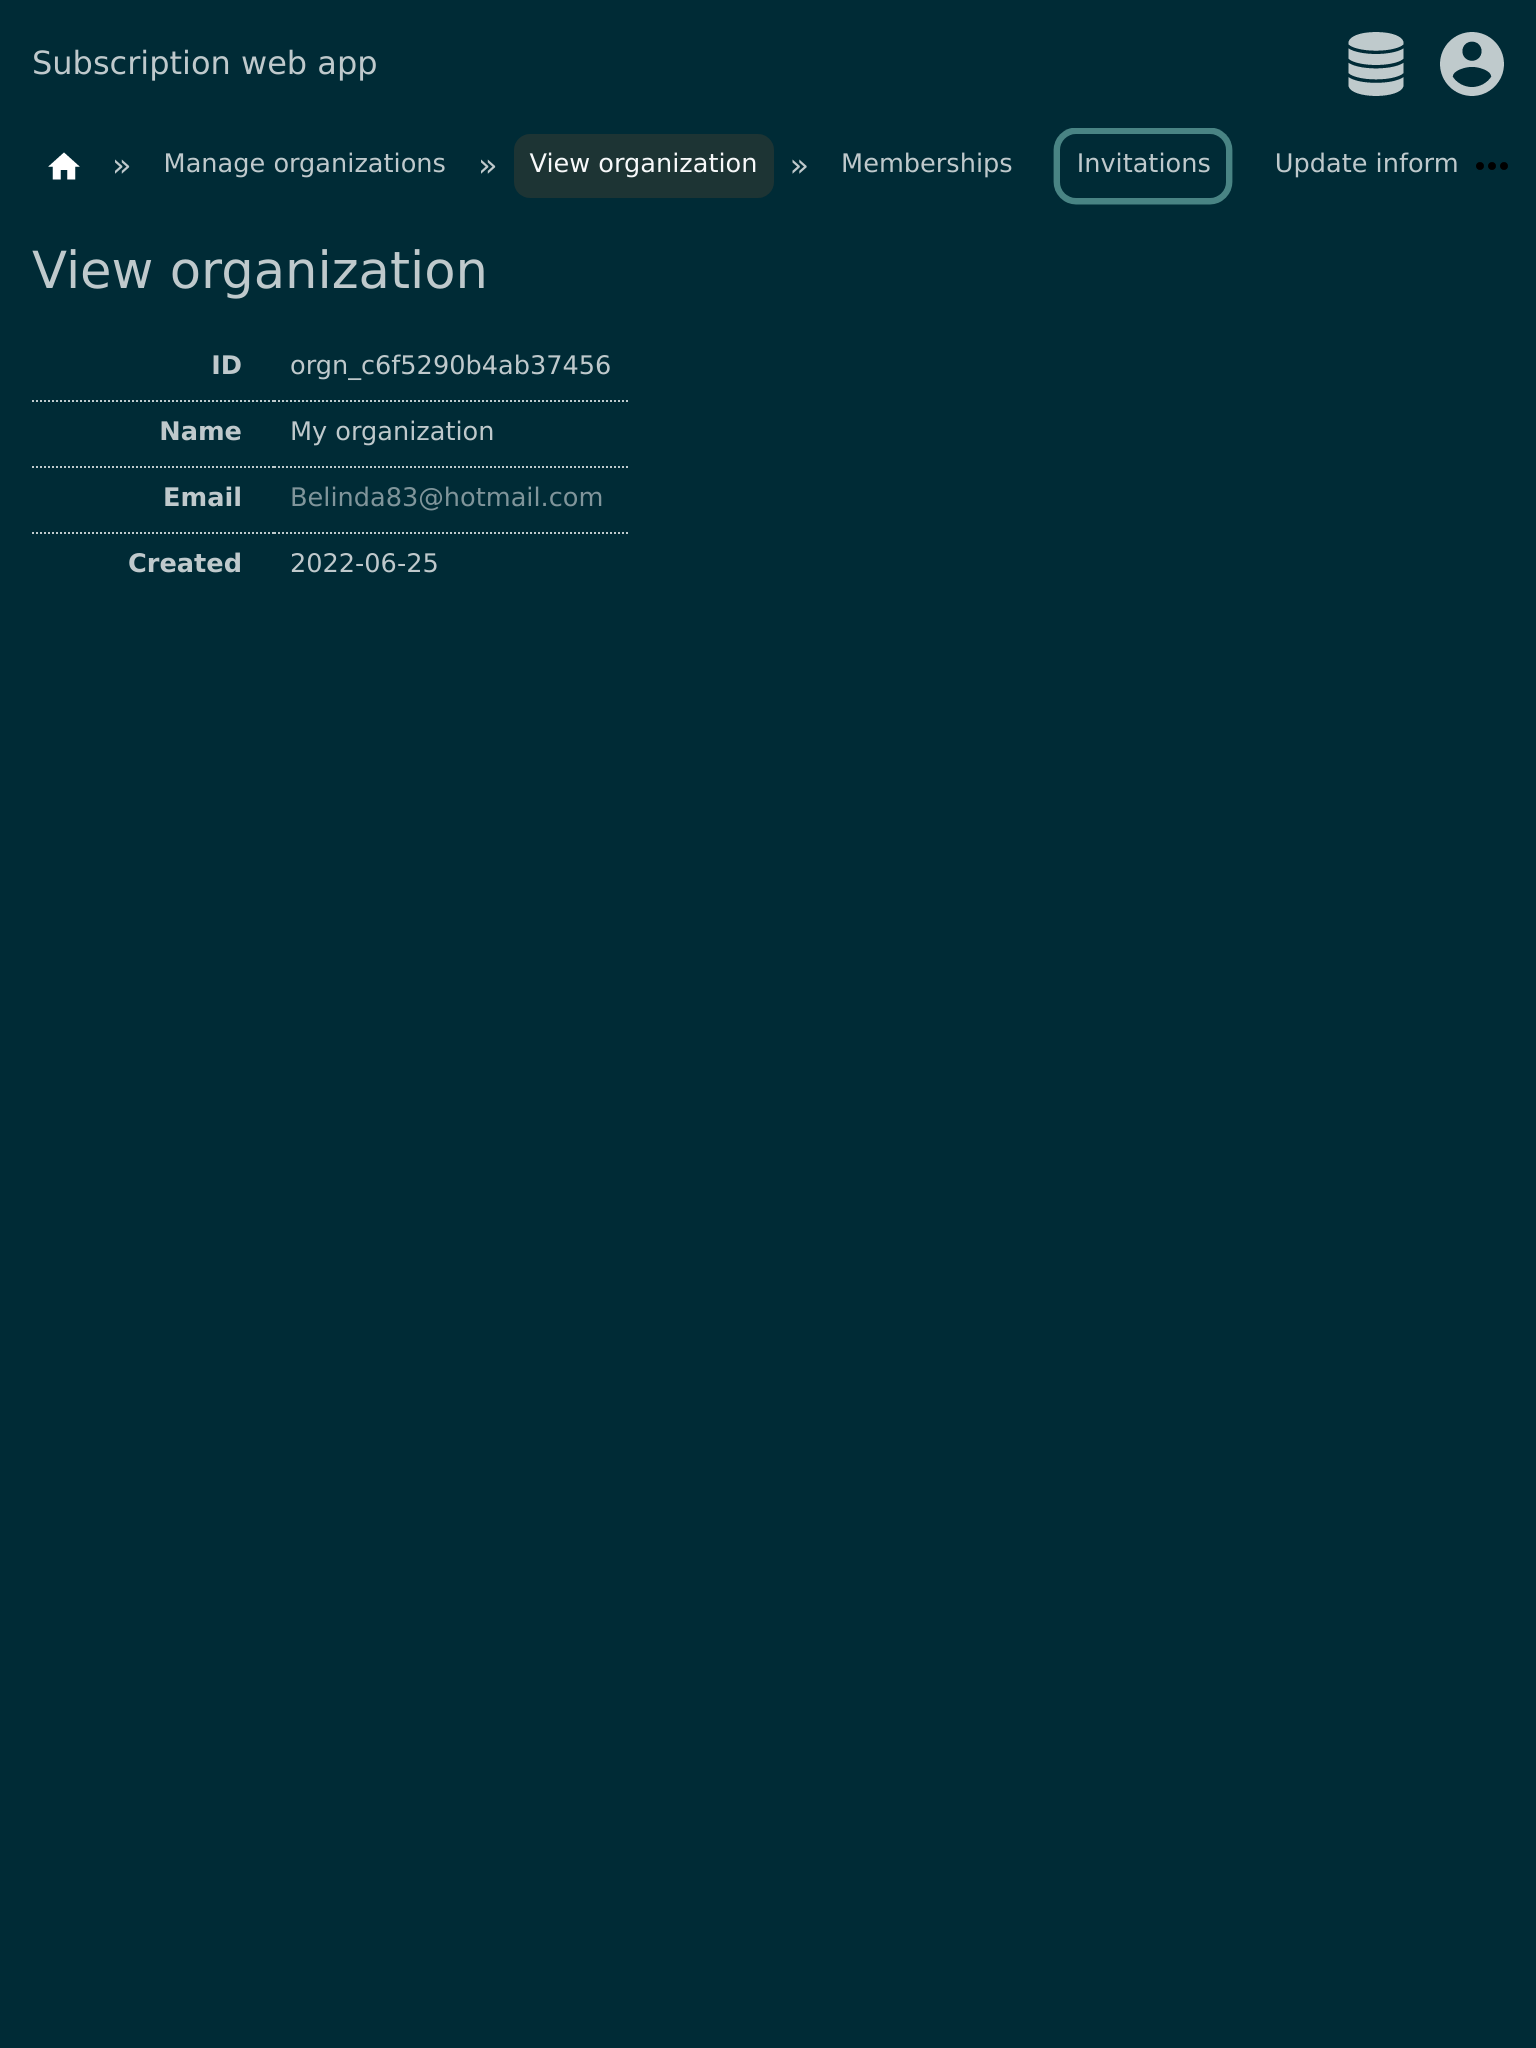 Subscription web app
» Manage organizations » View organization » Memberships Invitations Update inform
View organization
ID orgn_c6f5290b4ab37456
Name My organization
Email Belinda83@hotmail.com
Created 2022-06-25